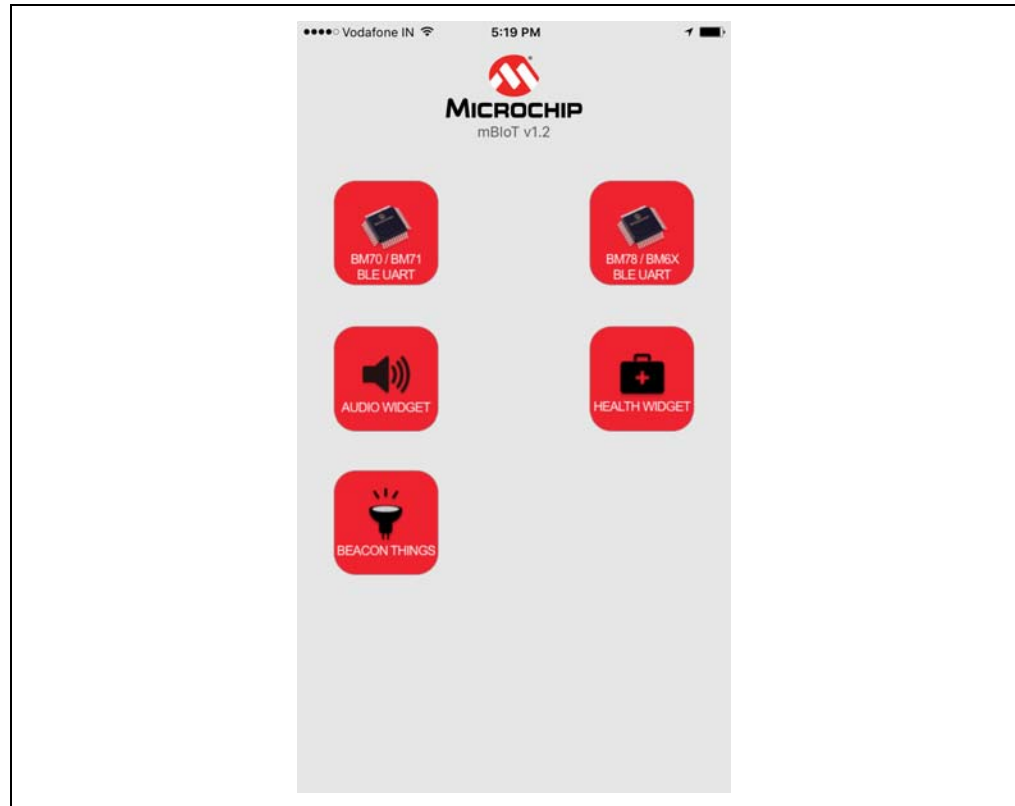 Vodafone IN 5:19 PM
MICROCHIP
mBIoT v1.2
BM70 / BM71
BLE UART
BM78 / BM6X
BLE UART
AUDIO WIDGET
HEALTH WIDGET
BEACON THINGS